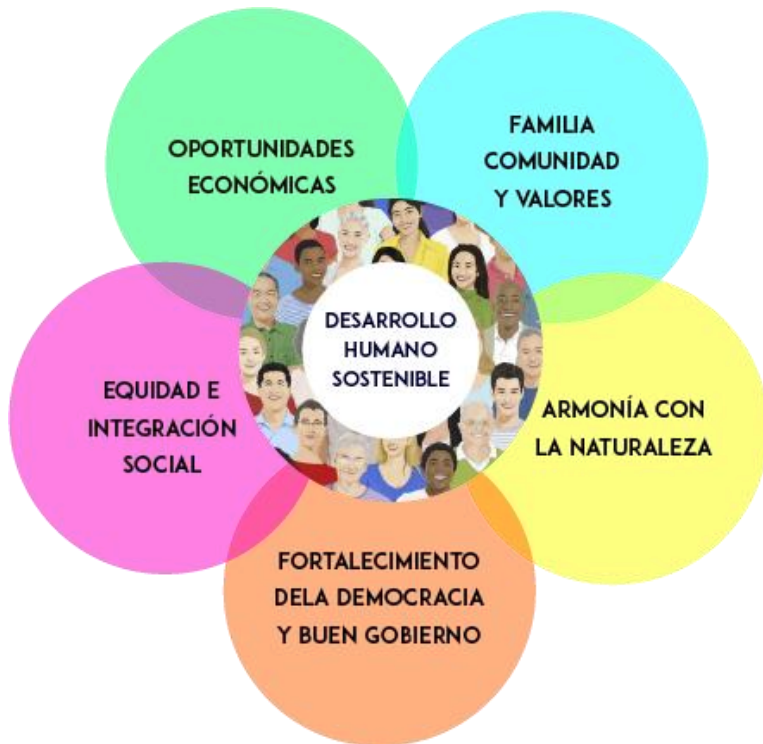 OPORTUNIDADES
ECONÓMICAS
FAMILIA
COMUNIDAD
Y VALORES
DESARROLLO
HUMANO
SOSTENIBLE
EQUIDAD E
INTEGRACIÓN
SOCIAL
ARMONÍA CON
LA NATURALEZA
FORTALECIMIENTO
DELA DEMOCRACIA
Y BUEN GOBIERNO